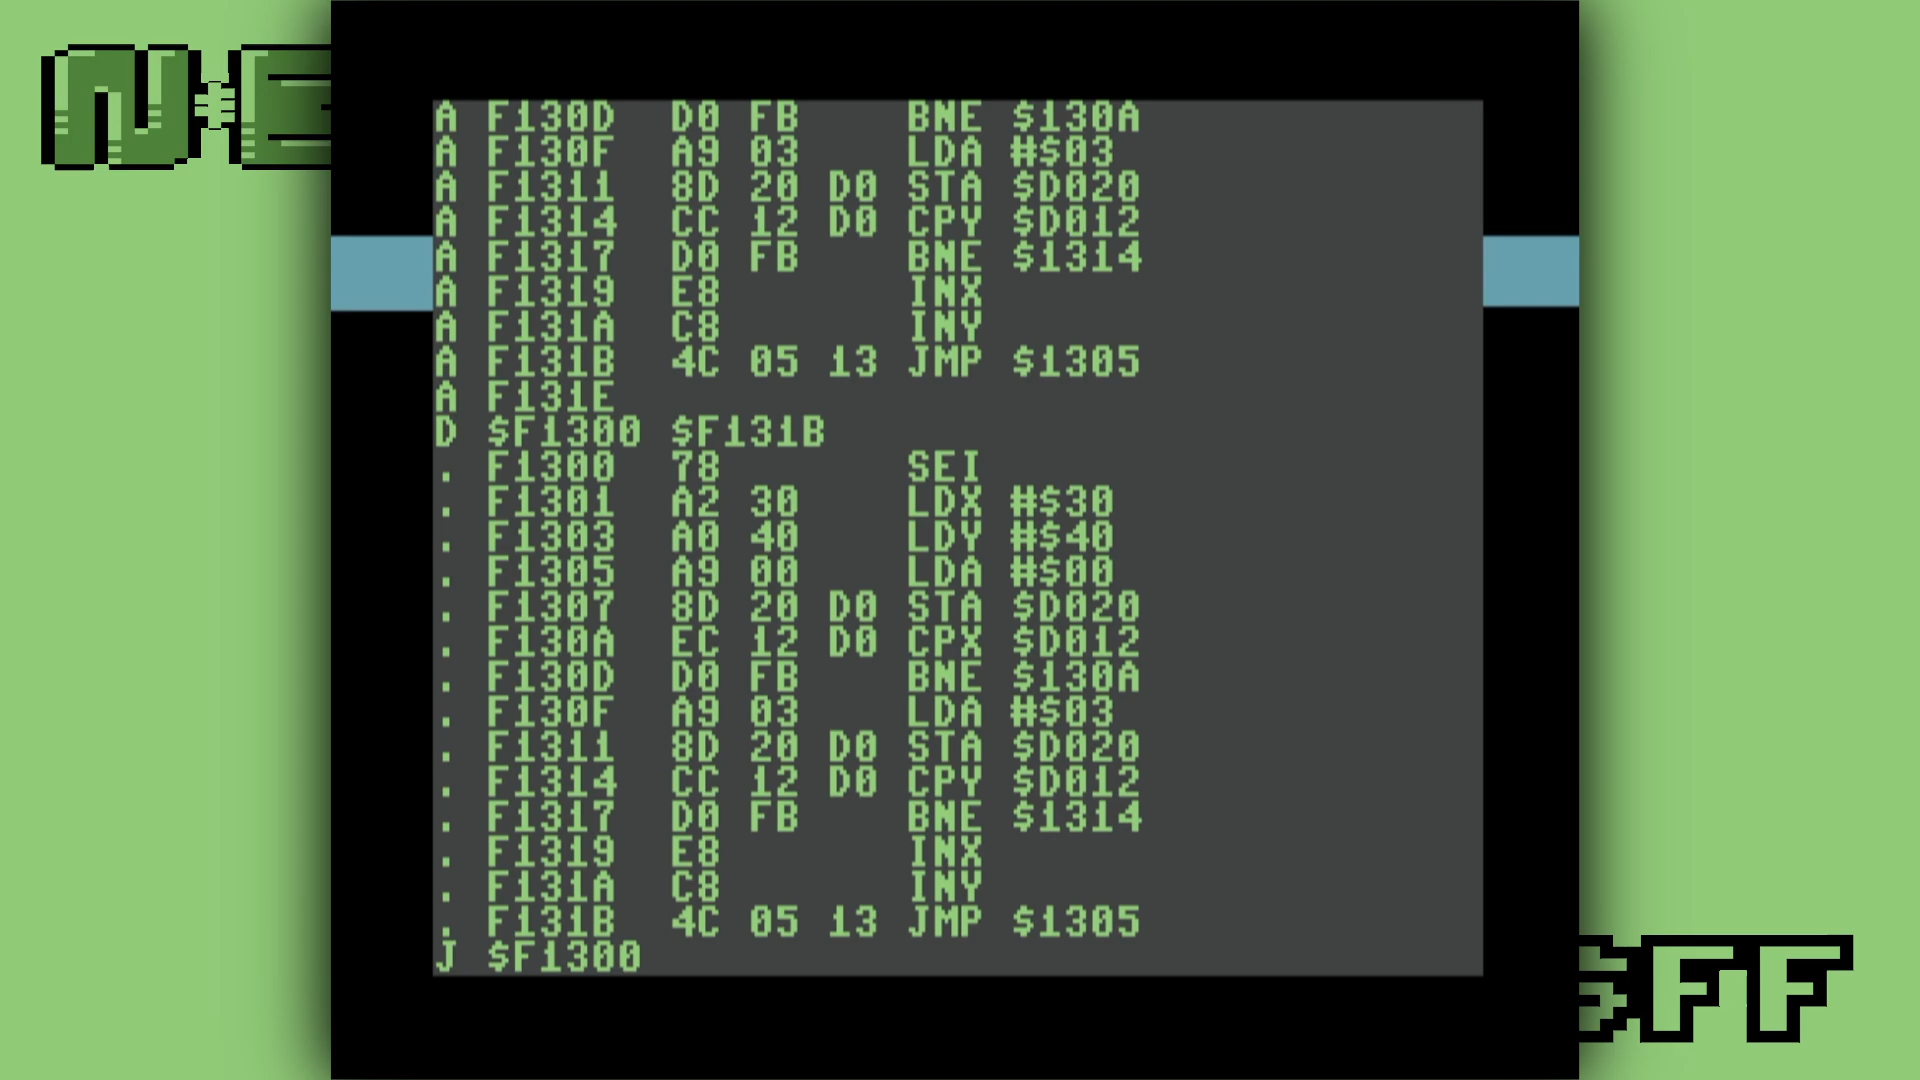 A F130D D0 FB BNE $130A
A F130F A9 03 LDA #$03
A F1311 8D 20 D0 STA $D020
A F1314 CC 12 D0 CPY $D012
A F1317 D0 FB BNE $1314
A F1319 E8 INX
A F131A C8 INY
A F131B 4C 05 13 JMP $1305
A F131E
D $F1300 $F131B
. F1300 78 SEI
. F1301 A2 30 LDX #$30
. F1303 A0 40 LDY #$40
. F1305 A9 00 LDA #$00
. F1307 8D 20 D0 STA $D020
. F130A EC 12 D0 CPX $D012
. F130D D0 FB BNE $130A
. F130F A9 03 LDA #$03
. F1311 8D 20 D0 STA $D020
. F1314 CC 12 D0 CPY $D012
. F1317 D0 FB BNE $1314
. F1319 E8 INX
. F131A C8 INY
. F131B 4C 05 13 JMP $1305
J $F1300